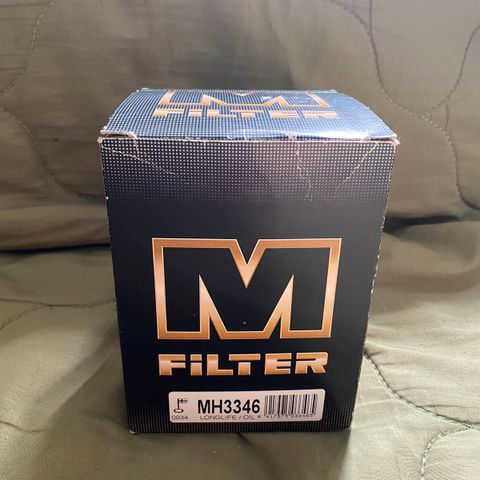 M
FILTER
M
FILTER
MH3346
0934
LONGLIFE / OIL